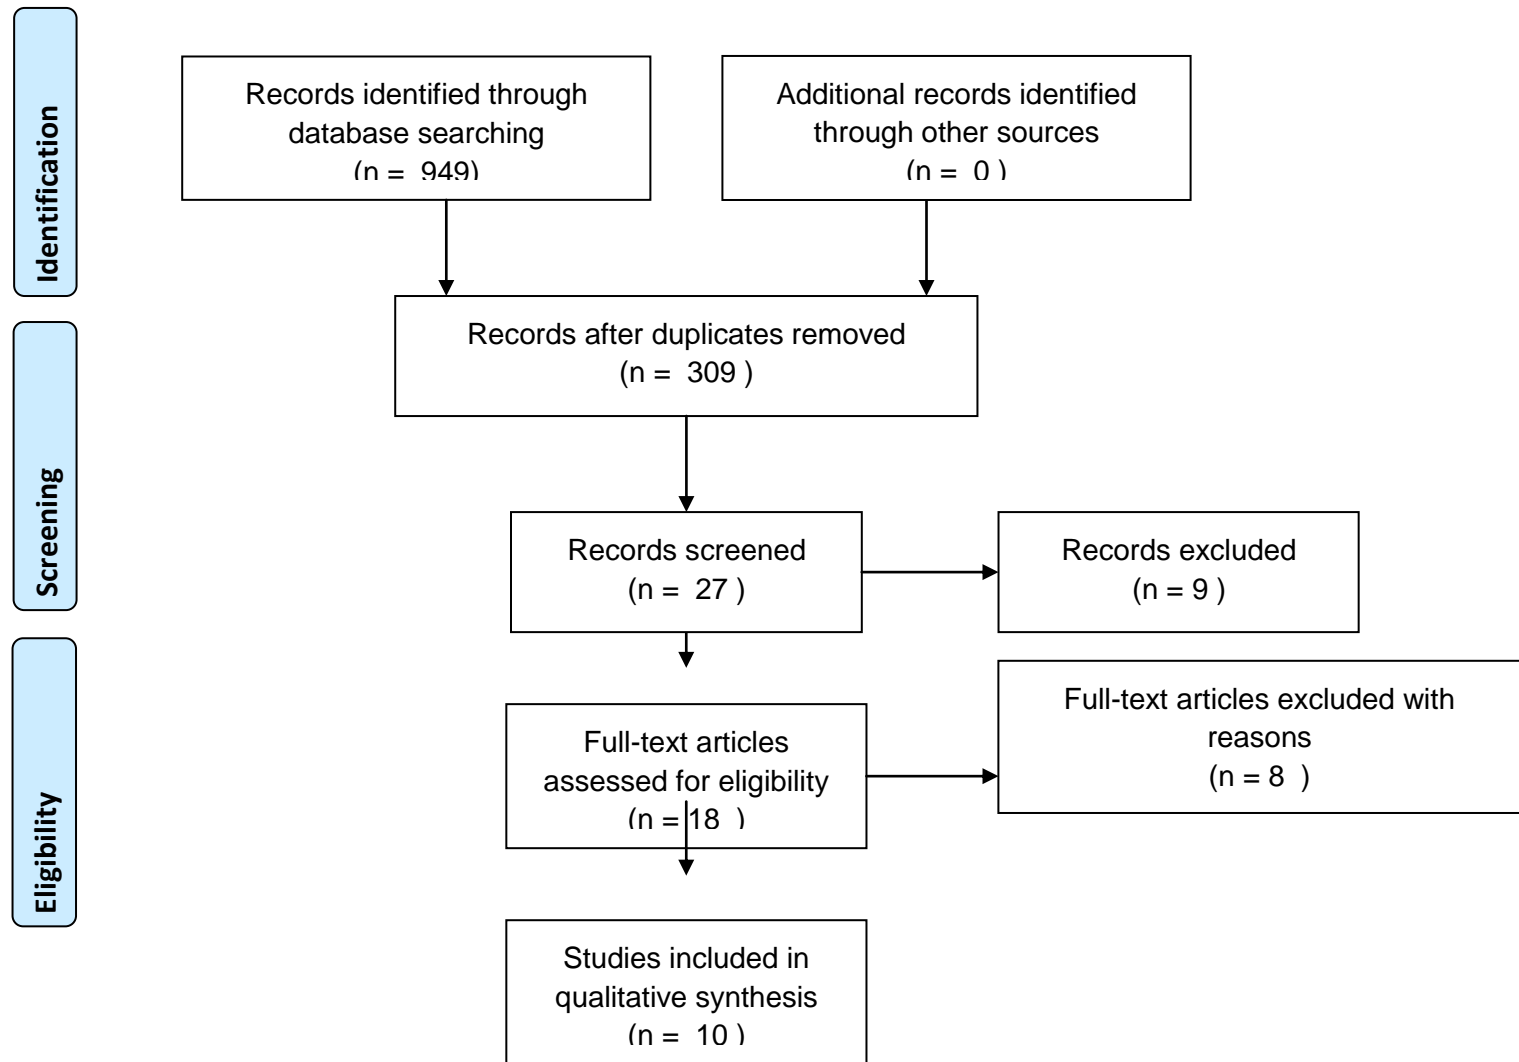 Identification
Records identified through
database searching
(n = 949)
Additional records identified
through other sources
(n = 0 )
Records after duplicates removed
(n = 309 )
Screening
Records screened
(n = 27 )
Records excluded
(n = 9 )
Eligibility
Full-text articles
assessed for eligibility
(n = 18 )
Full-text articles excluded with
reasons
(n = 8 )
Studies included in
qualitative synthesis
(n = 10 )